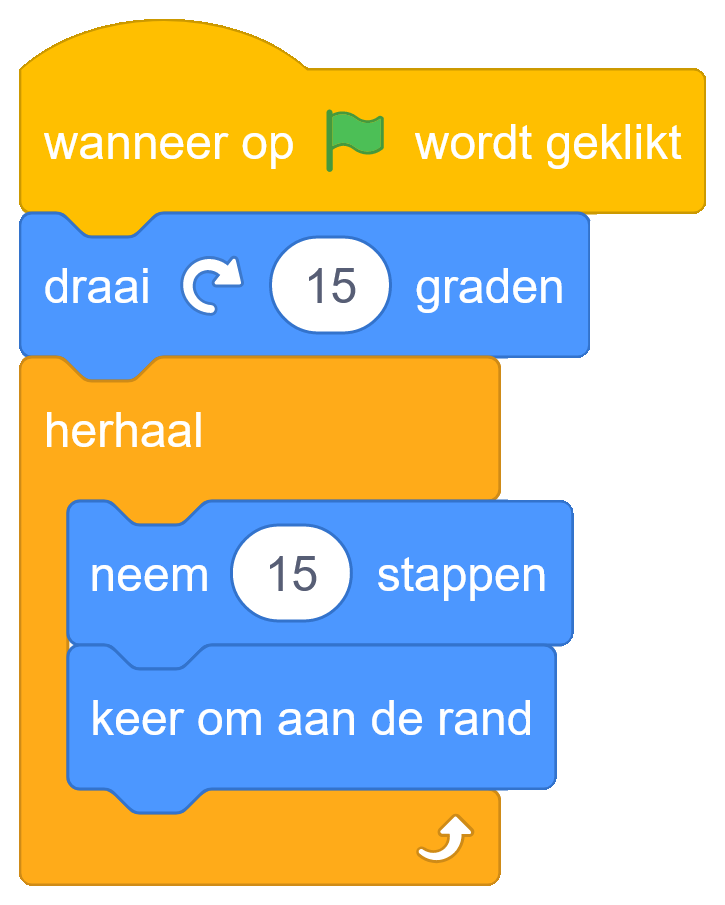 wanneer op wordt geklikt
draai 15 graden
herhaal
neem 15 stappen
keer om aan de rand